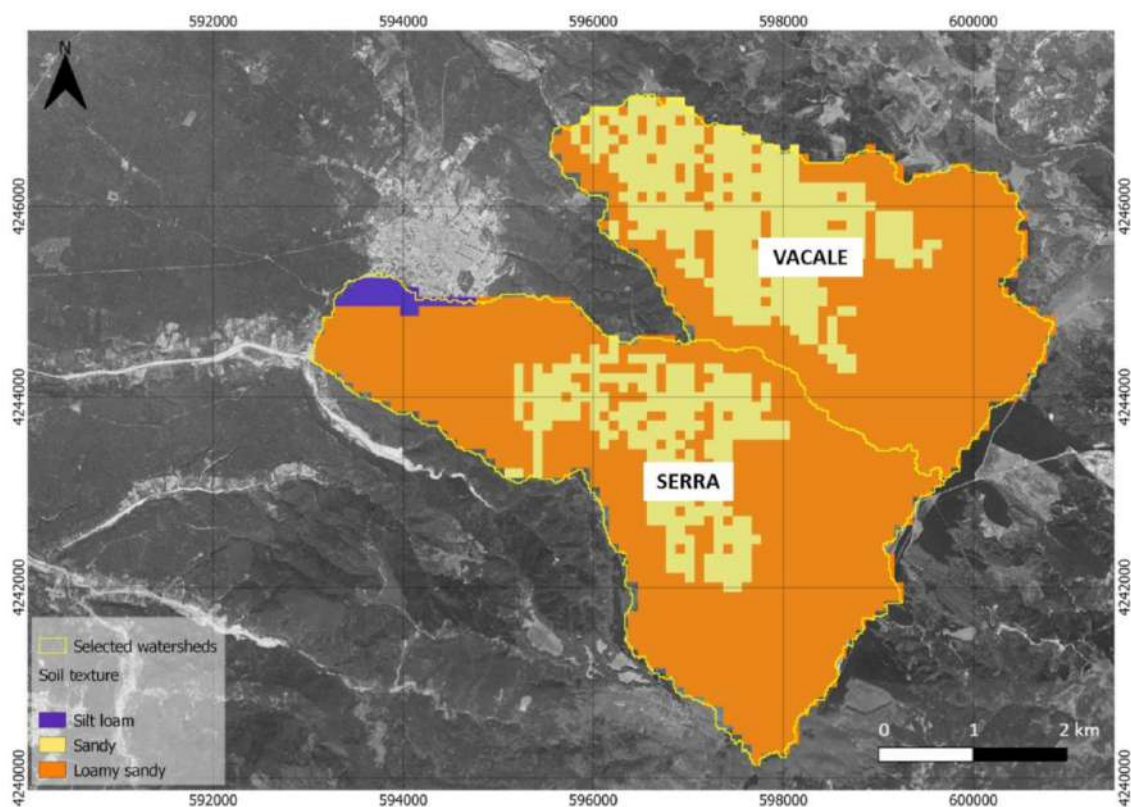 592000 594000 596000 598000 600000
N
4246000 4246000
VACALE
4244000 4244000
SERRA
4242000 4242000
Selected watersheds
Soil texture
Silt loam
Sandy
Loamy sandy
0 1 2 km
4240000 4240000
592000 594000 596000 598000 600000